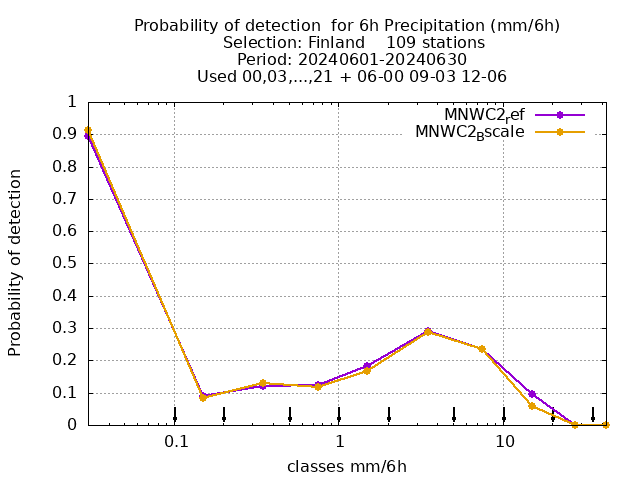 Probability of detection  for 6h Precipitation (mm/6h)
Selection: Finland    109 stations
Period: 20240601-20240630
Used 00,03,...,21 + 06-00 09-03 12-06
MNWC2ref
MNWC2Bscale
1
0.9
0.8
0.7
0.6
0.5
0.4
0.3
0.2
0.1
0
Probability of detection
0.1 1 10
classes mm/6h